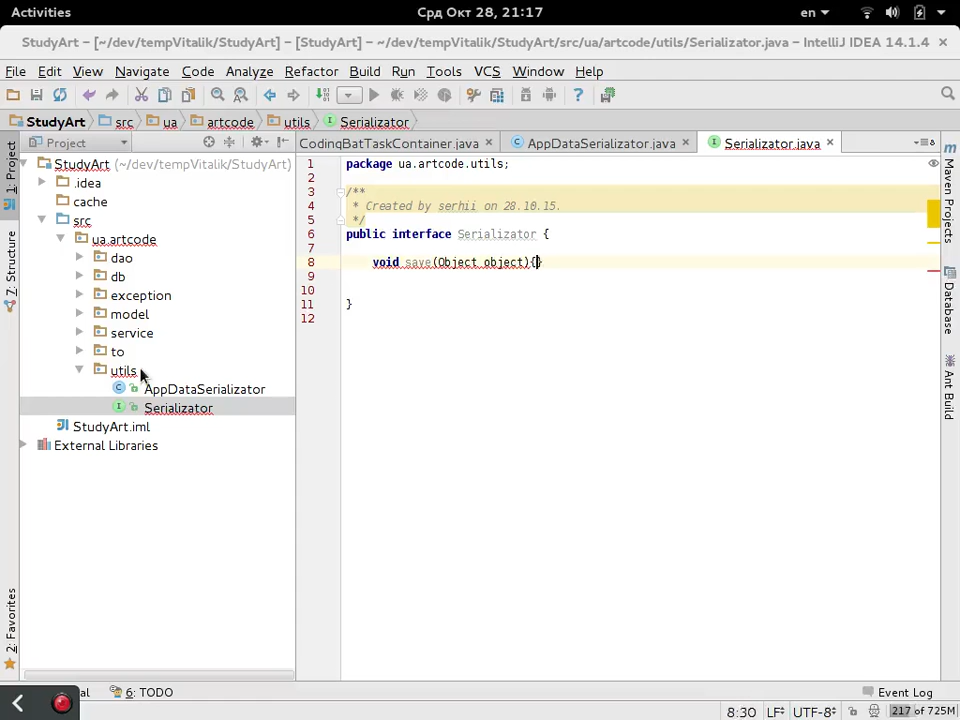 Activities
Срд Окт 28, 21:17
en
StudyArt – [~/dev/tempVitalik/StudyArt] – [StudyArt] – ~/dev/tempVitalik/StudyArt/src/ua/artcode/utils/Serializator.java – IntelliJ IDEA 14.1.4
File Edit View Navigate Code Analyze Refactor Build Run Tools VCS Window Help
StudyArt src ua artcode utils Serializator
Project
CodingBatTaskContainer.java AppDataSerializator.java Serializator.java
1: Project
7: Structure
2: Favorites
StudyArt (~/dev/tempVitalik/StudyArt)
.idea
cache
src
ua.artcode
dao
db
exception
model
service
to
utils
AppDataSerializator
Serializator
StudyArt.iml
External Libraries
1 package ua.artcode.utils;
2
3 /**
4 * Created by serhii on 28.10.15.
5 */
6 public interface Serializator {
7
8 void save(Object object){}
9
10
11 }
12
Maven Projects
Database
Ant Build
6: TODO
Event Log
8:30 LF UTF-8 217 of 725M